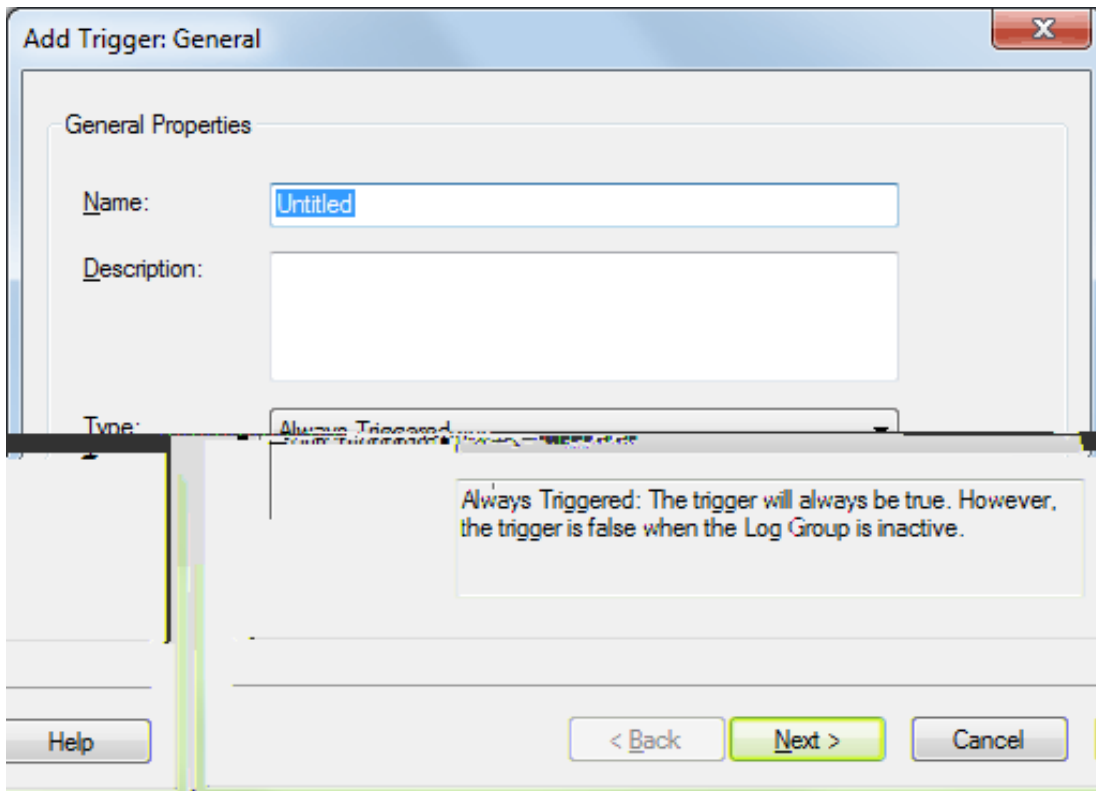 Add Trigger: General
General Properties
Name:
Untitled
Description:
Type:
Always Triggered
Always Triggered: The trigger will always be true. However,
the trigger is false when the Log Group is inactive.
Help
< Back
Next >
Cancel